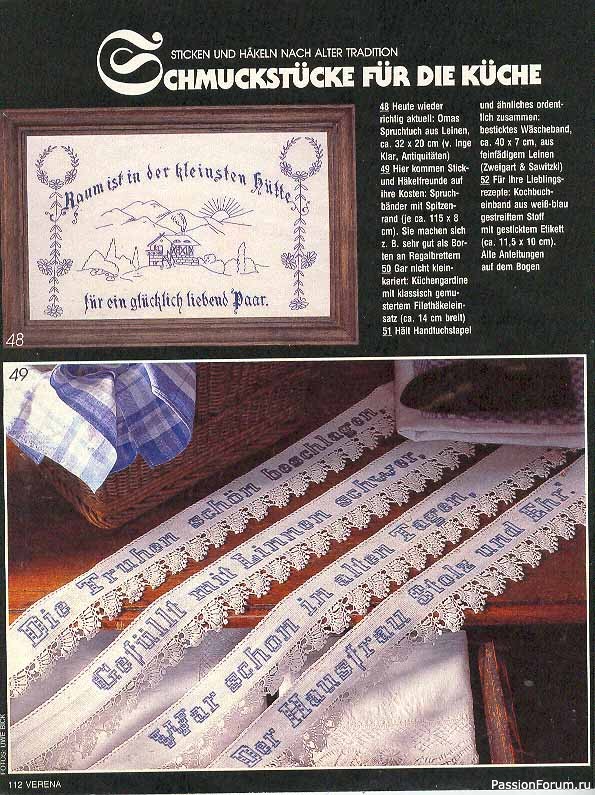 STICKEN UND HÄKELN NACH ALTER TRADITION
SCHMUCKSTÜCKE FÜR DIE KÜCHE
48 Heute wieder
richtig aktuell: Omas
Spruchtuch aus Leinen,
ca. 32 x 20 cm (v. Inge
Klar, Antiquitäten)
49 Hier kommen Stick-
und Häkelfreunde auf
ihre Kosten: Spruch-
bänder mit Spitzen-
rand (je ca. 115 x 8
cm). Sie machen sich
z. B. sehr gut als Bor-
ten an Regalbrettern
50 Gar nicht klein-
kariert: Küchengardine
mit klassisch gemu-
stertem Filethäkelein-
satz (ca. 14 cm breit)
51 Hält Handtuchstapel
und ähnliches ordent-
lich zusammen:
besticktes Wäscheband,
ca. 40 x 7 cm, aus
feinfädigem Leinen
(Zweigart & Sawitzki)
52 Für Ihre Lieblings-
rezepte: Kochbuch-
einband aus weiß-blau
gestreiftem Stoff
mit gesticktem Etikett
(ca. 11,5 x 10 cm).
Alle Anleitungen
auf dem Bogen
Raum ist in der kleinsten Hütte
für ein glücklich liebend Paar.
48
49
Die Truhen schön beschlagen,
Gefüllt mit Linnen schwer,
War schon in alten Tagen,
Der Hausfrau Stolz und Ehr.
FOTOS: UWE BICK
112 VERENA
PassionForum.ru